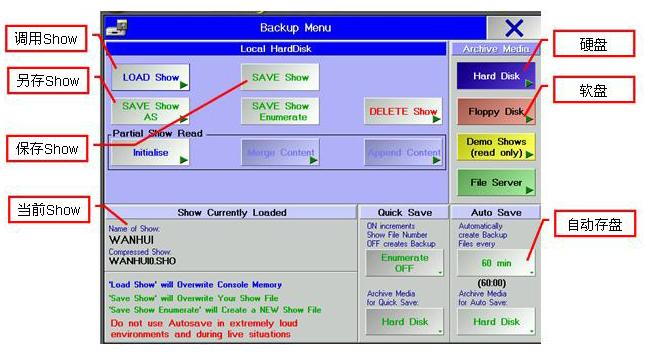 Backup Menu
X
Local HardDisk
Archive Media
调用Show
另存Show
保存Show
当前Show
硬盘
软盘
自动存盘
LOAD Show
SAVE Show
SAVE Show
AS
SAVE Show
Enumerate
DELETE Show
Partial Show Read
Initialise
Merge Content
Append Content
Hard Disk
Floppy Disk
Demo Shows
(read only)
File Server
Show Currently Loaded
Name of Show:
WANHUI
Compressed Show:
WANHUI0.SHO
'Load Show' will Overwrite Console Memory
'Save Show' will Overwrite Your Show File
'Save Show Enumerate' will Create a NEW Show File
Do not use Autosave in extremely loud
environments and during live situations
Quick Save
ON increments
Show File Number
OFF creates Backup
Enumerate
OFF
Archive Media
for Quick Save:
Hard Disk
Auto Save
Automatically
create Backup
Files every
60 min
(60:00)
Archive Media
for Auto Save:
Hard Disk